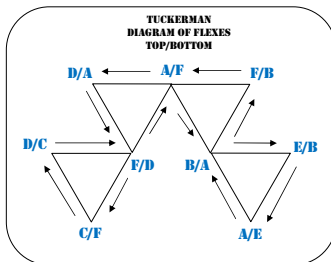 TUCKERMAN
DIAGRAM OF FLEXES
TOP/BOTTOM
D/A
A/F
F/B
D/C
F/D
B/A
E/B
C/F
A/E